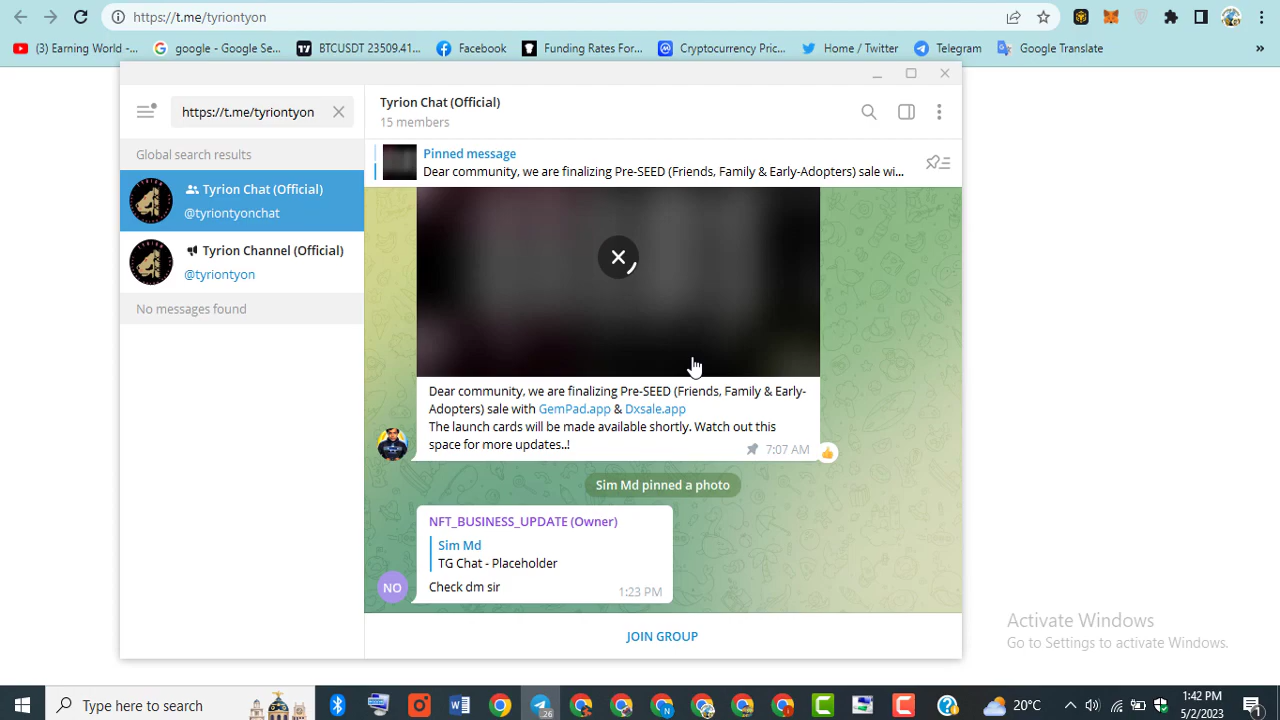 https://t.me/tyriontyon
(3) Earning World -...
google - Google Se...
BTCUSDT 23509.41...
Facebook
Funding Rates For...
Cryptocurrency Pric...
Home / Twitter
Telegram
Google Translate
»
https://t.me/tyriontyon
Tyrion Chat (Official)
15 members
Global search results
Pinned message
Dear community, we are finalizing Pre-SEED (Friends, Family & Early-Adopters) sale wi...
Tyrion Chat (Official)
@tyriontyonchat
Tyrion Channel (Official)
@tyriontyon
No messages found
Dear community, we are finalizing Pre-SEED (Friends, Family & Early-
Adopters) sale with GemPad.app & Dxsale.app
The launch cards will be made available shortly. Watch out this
space for more updates..!
7:07 AM
Sim Md pinned a photo
NFT_BUSINESS_UPDATE (Owner)
Sim Md
TG Chat - Placeholder
NO
Check dm sir
1:23 PM
JOIN GROUP
Activate Windows
Go to Settings to activate Windows.
Type here to search
26
20°C
1:42 PM
5/2/2023
1